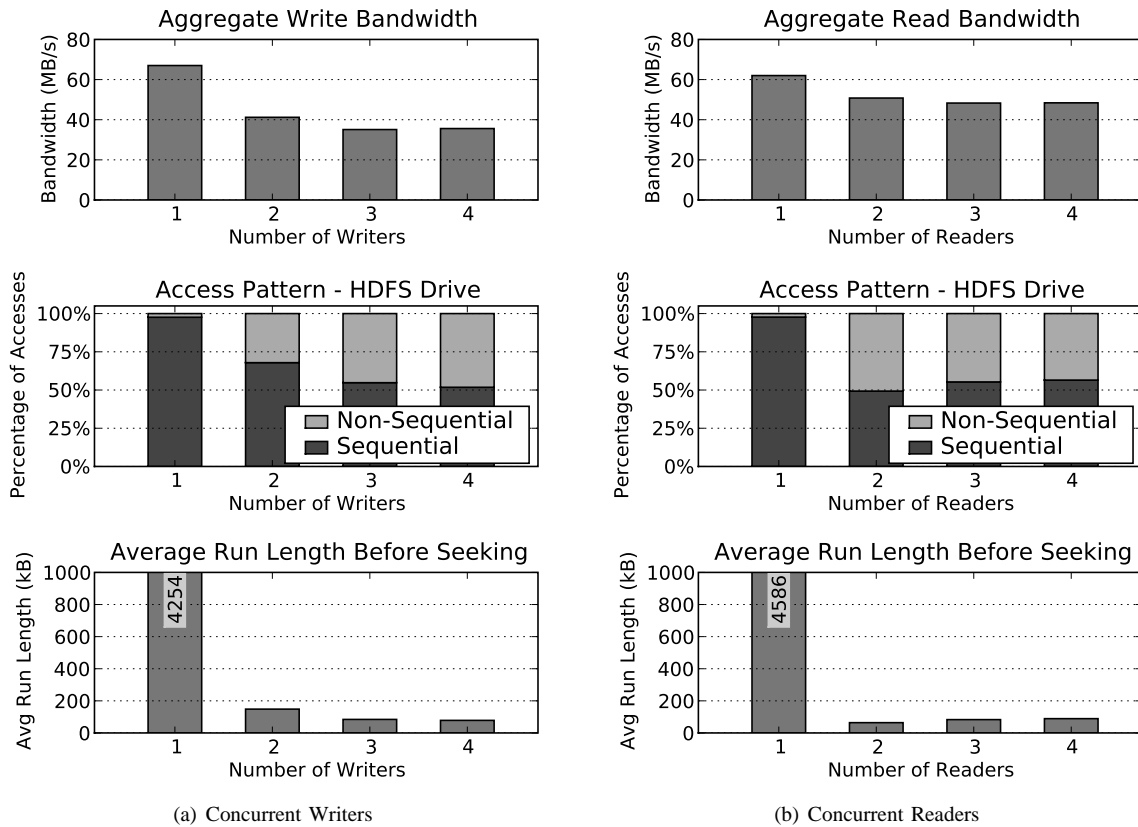 Aggregate Write Bandwidth
Bandwidth (MB/s)
80
60
40
20
0
1 2 3 4
Number of Writers
Access Pattern - HDFS Drive
Percentage of Accesses
100%
75%
50%
25%
0%
Non-Sequential
Sequential
1 2 3 4
Number of Writers
Average Run Length Before Seeking
Avg Run Length (kB)
1000
800
600
400
200
0
4254
1 2 3 4
Number of Writers
(a) Concurrent Writers
Aggregate Read Bandwidth
Bandwidth (MB/s)
80
60
40
20
0
1 2 3 4
Number of Readers
Access Pattern - HDFS Drive
Percentage of Accesses
100%
75%
50%
25%
0%
Non-Sequential
Sequential
1 2 3 4
Number of Readers
Average Run Length Before Seeking
Avg Run Length (kB)
1000
800
600
400
200
0
4586
1 2 3 4
Number of Readers
(b) Concurrent Readers